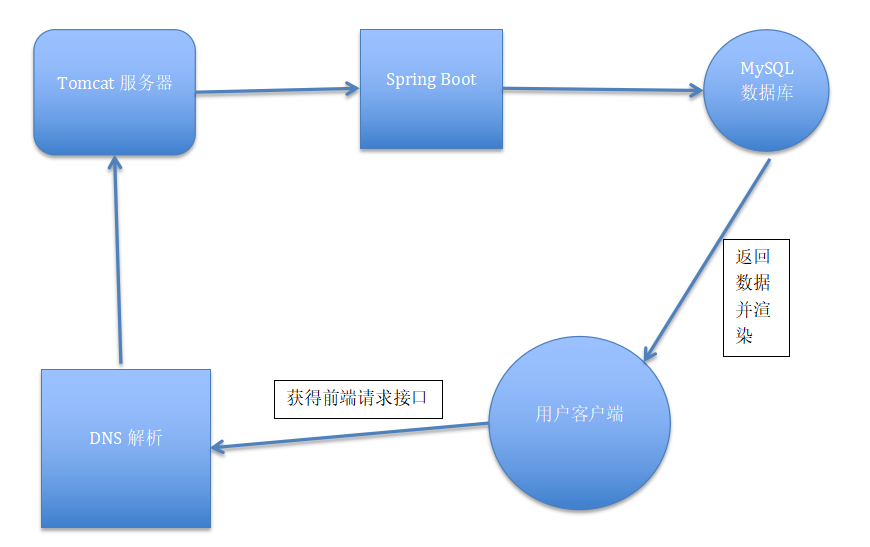 Tomcat 服务器
Spring Boot
MySQL
数据库
返回
数据
并渲
染
获得前端请求接口
用户客户端
DNS 解析